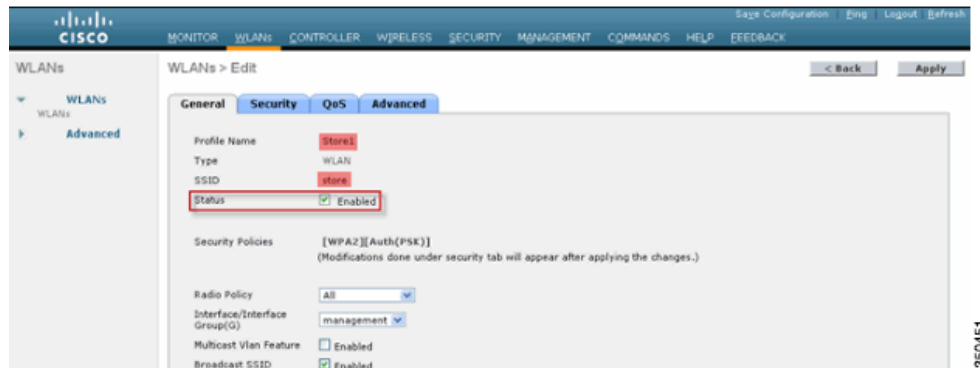 Save Configuration Ping Logout Refresh
CISCO
MONITOR WLANs CONTROLLER WIRELESS SECURITY MANAGEMENT COMMANDS HELP FEEDBACK
WLANs
WLANs > Edit
< Back Apply
WLANs
WLANs
Advanced
General Security QoS Advanced
Profile Name Store1
Type WLAN
SSID store
Status Enabled
Security Policies [WPA2][Auth(PSK)]
(Modifications done under security tab will appear after applying the changes.)
Radio Policy All
Interface/Interface
Group(G) management
Multicast Vlan Feature Enabled
Broadcast SSID Enabled